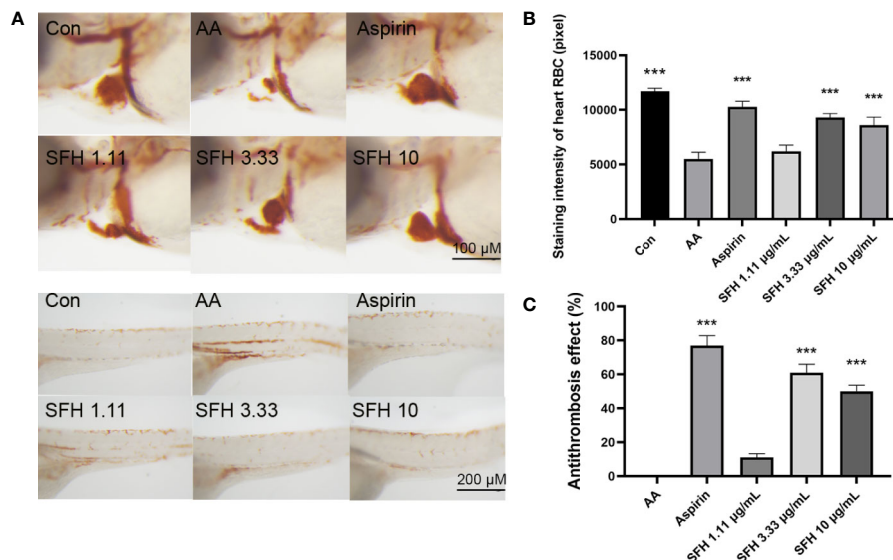 A
Con
AA
Aspirin
SFH 1.11
SFH 3.33
SFH 10
100 µM
Con
AA
Aspirin
SFH 1.11
SFH 3.33
SFH 10
200 µM
B
Staining intensity of heart RBC (pixel)
15000
10000
5000
0
***
***
***
***
Con
AA
Aspirin
SFH 1.11 µg/mL
SFH 3.33 µg/mL
SFH 10 µg/mL
C
Antithrombosis effect (%)
100
80
60
40
20
0
***
***
***
AA
Aspirin
SFH 1.11 µg/mL
SFH 3.33 µg/mL
SFH 10 µg/mL